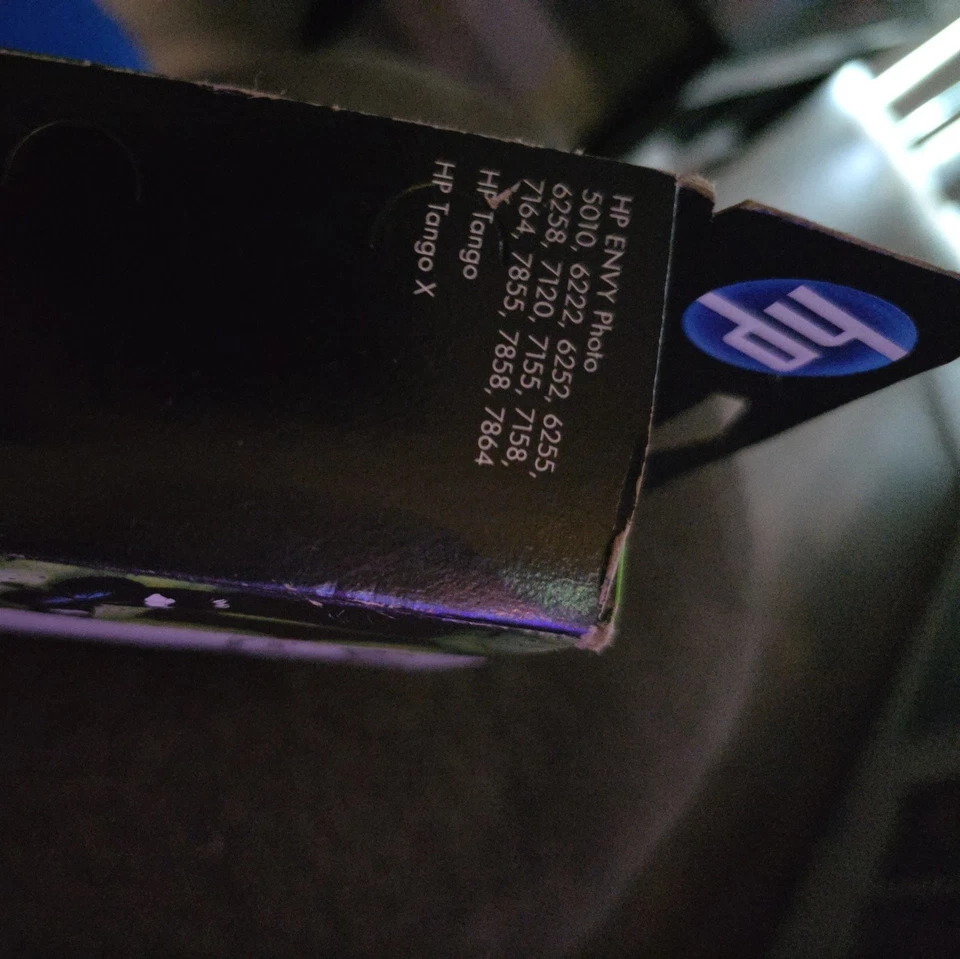 HP ENVY Photo
5010, 6222, 6252, 6255,
6258, 7120, 7155, 7158,
7164, 7855, 7858, 7864
HP Tango
HP Tango X
hp